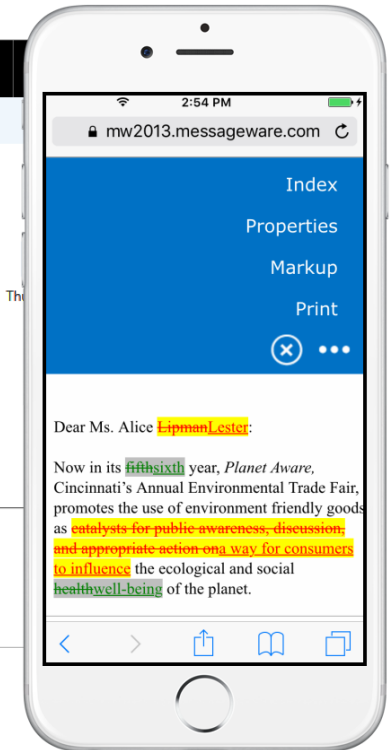 2:54 PM
mw2013.messageware.com
Index
Properties
Markup
Print
Dear Ms. Alice LipmanLester:
Now in its fifthsixth year, Planet Aware,
Cincinnati’s Annual Environmental Trade Fair,
promotes the use of environment friendly goods
as catalysts for public awareness, discussion,
and appropriate action ona way for consumers
to influence the ecological and social
healthwell-being of the planet.